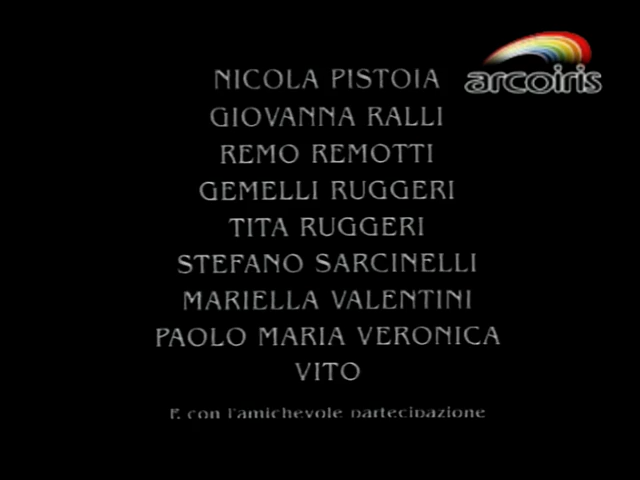 arcoiris
NICOLA PISTOIA
GIOVANNA RALLI
REMO REMOTTI
GEMELLI RUGGERI
TITA RUGGERI
STEFANO SARCINELLI
MARIELLA VALENTINI
PAOLO MARIA VERONICA
VITO
E con l'amichevole partecipazione